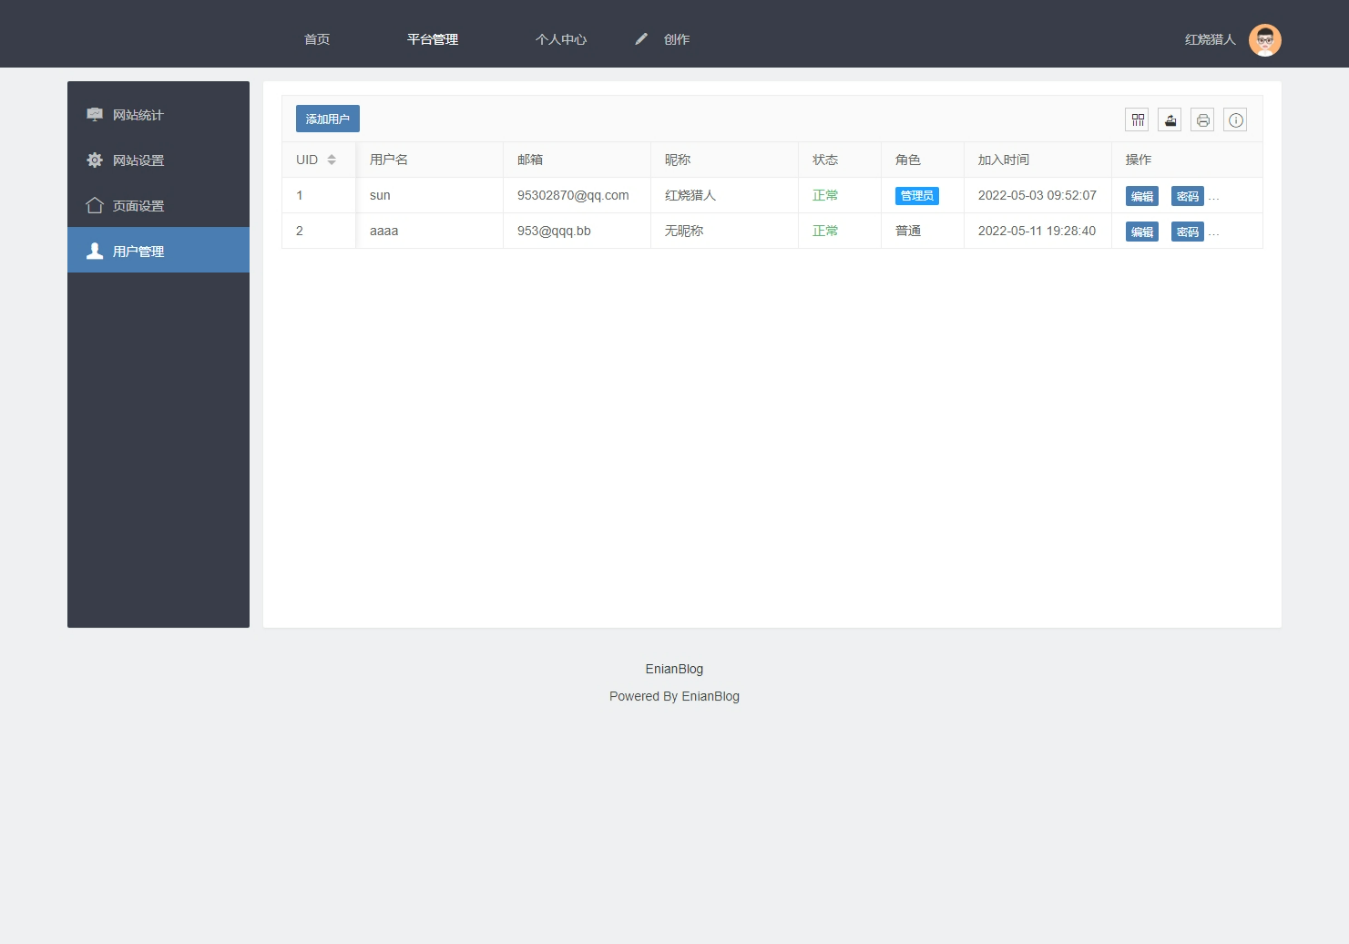 首页 平台管理 个人中心 创作 红烧猎人
网站统计
网站设置
页面设置
用户管理
添加用户
UID 用户名 邮箱 昵称 状态 角色 加入时间 操作
1 sun 95302870@qq.com 红烧猎人 正常 管理员 2022-05-03 09:52:07 编辑 密码 ...
2 aaaa 953@qqq.bb 无昵称 正常 普通 2022-05-11 19:28:40 编辑 密码 ...
EnianBlog
Powered By EnianBlog